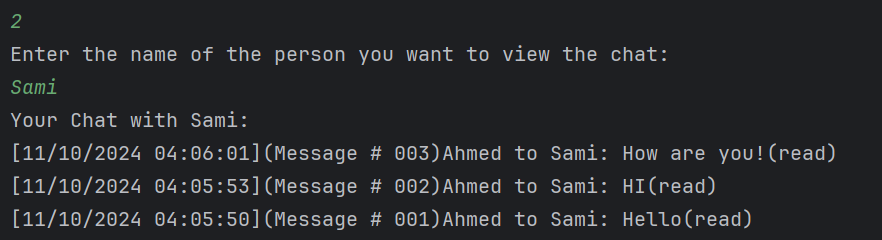 2
Enter the name of the person you want to view the chat:
Sami
Your Chat with Sami:
[11/10/2024 04:06:01](Message # 003)Ahmed to Sami: How are you!(read)
[11/10/2024 04:05:53](Message # 002)Ahmed to Sami: HI(read)
[11/10/2024 04:05:50](Message # 001)Ahmed to Sami: Hello(read)